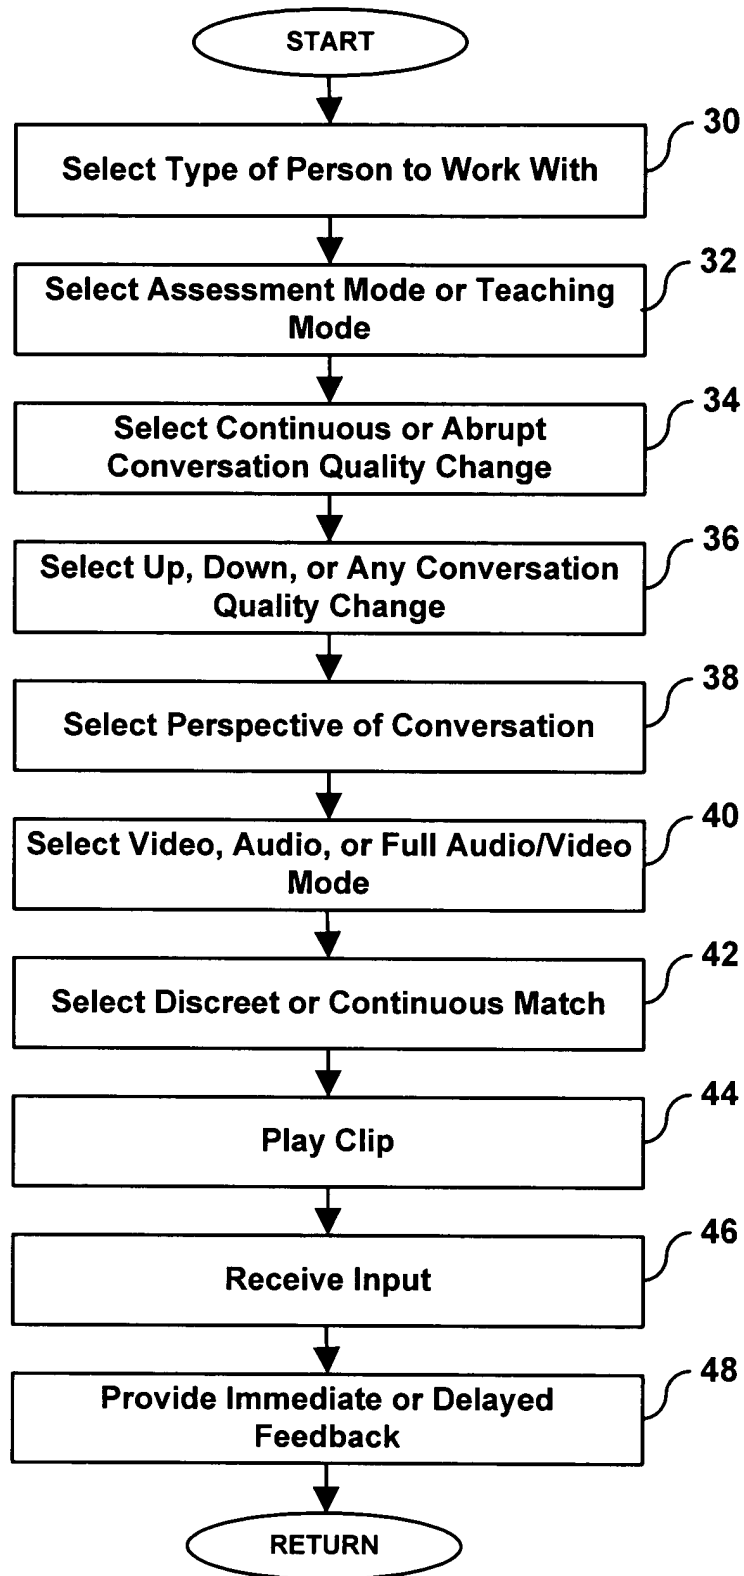 START
30
Select Type of Person to Work With
32
Select Assessment Mode or Teaching
Mode
34
Select Continuous or Abrupt
Conversation Quality Change
36
Select Up, Down, or Any Conversation
Quality Change
38
Select Perspective of Conversation
40
Select Video, Audio, or Full Audio/Video
Mode
42
Select Discreet or Continuous Match
44
Play Clip
46
Receive Input
48
Provide Immediate or Delayed
Feedback
RETURN